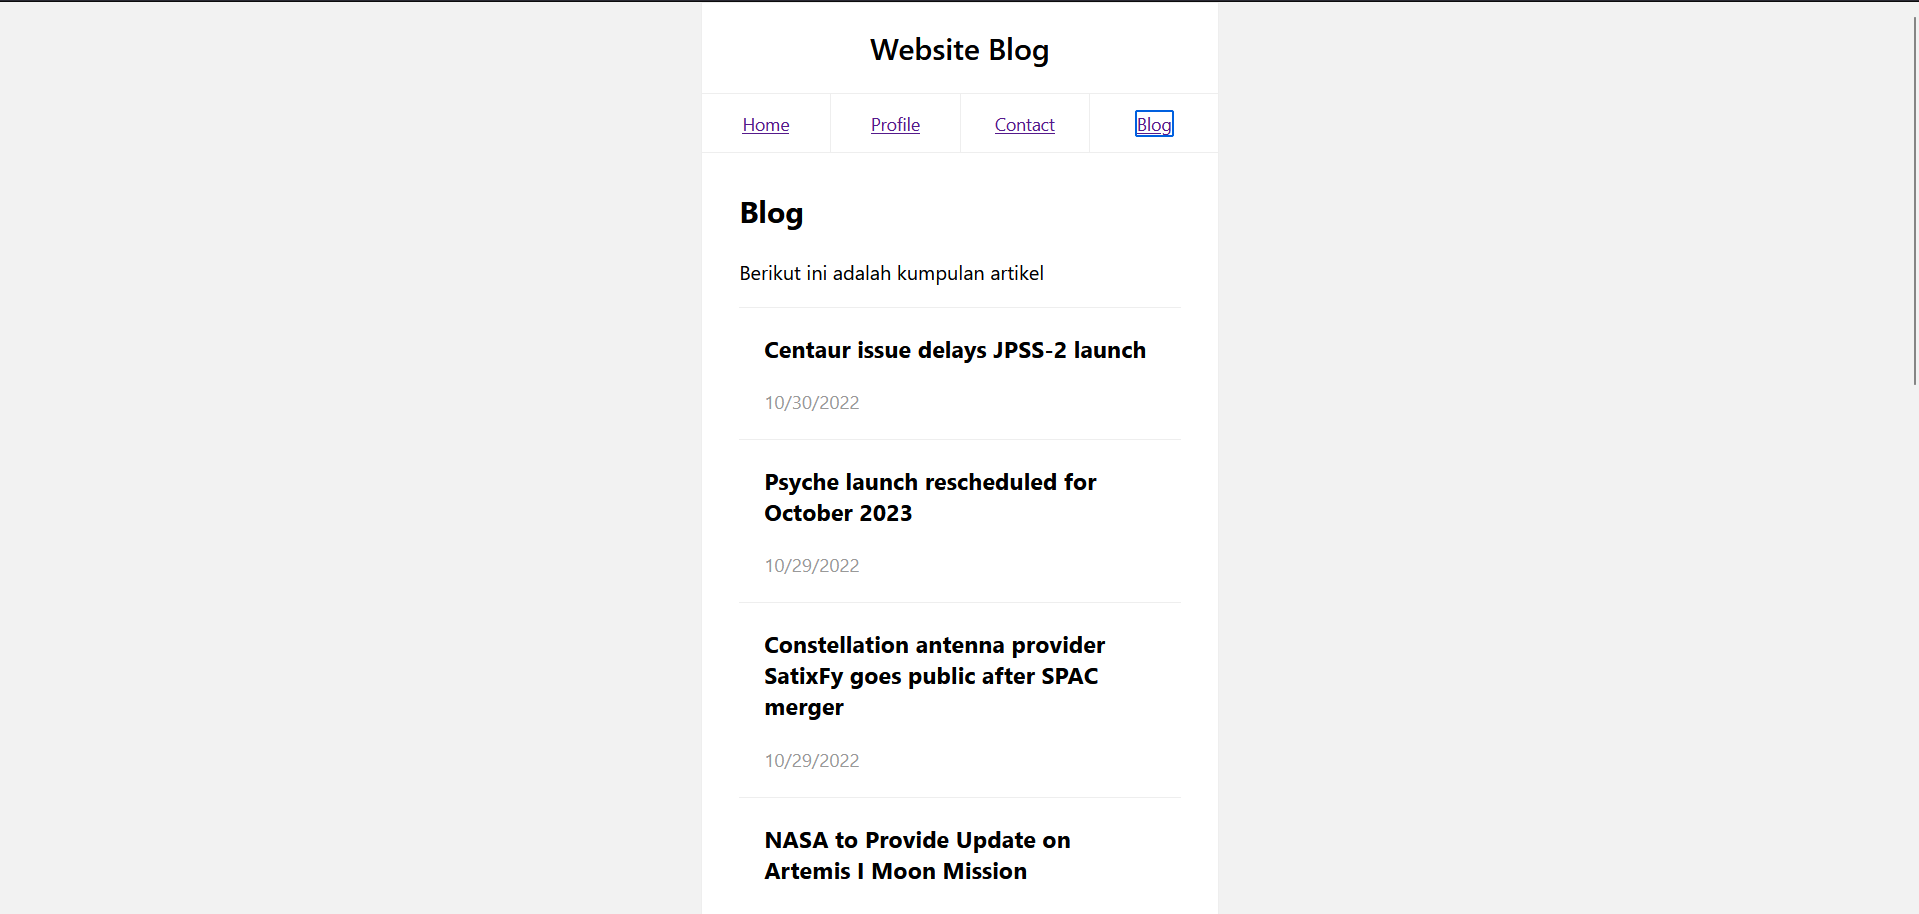 Website Blog
Home Profile Contact Blog
Blog
Berikut ini adalah kumpulan artikel
Centaur issue delays JPSS-2 launch
10/30/2022
Psyche launch rescheduled for
October 2023
10/29/2022
Constellation antenna provider
SatixFy goes public after SPAC
merger
10/29/2022
NASA to Provide Update on
Artemis I Moon Mission